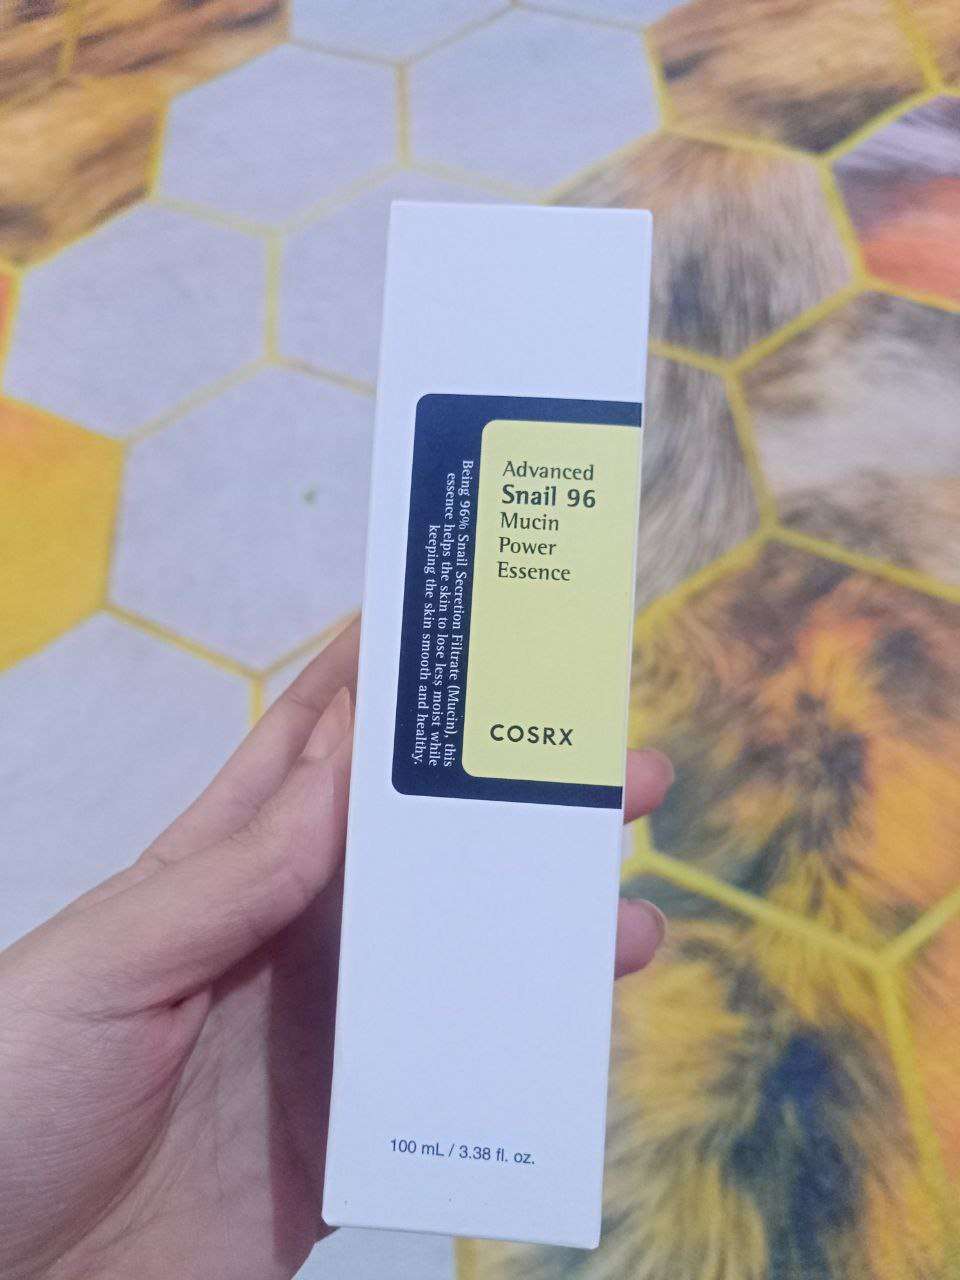 Advanced
Snail 96
Mucin
Power
Essence
COSRX
Being 96% Snail Secretion Filtrate (Mucin), this
essence helps the skin to lose less moist while
keeping the skin smooth and healthy.
100 mL / 3.38 fl. oz.